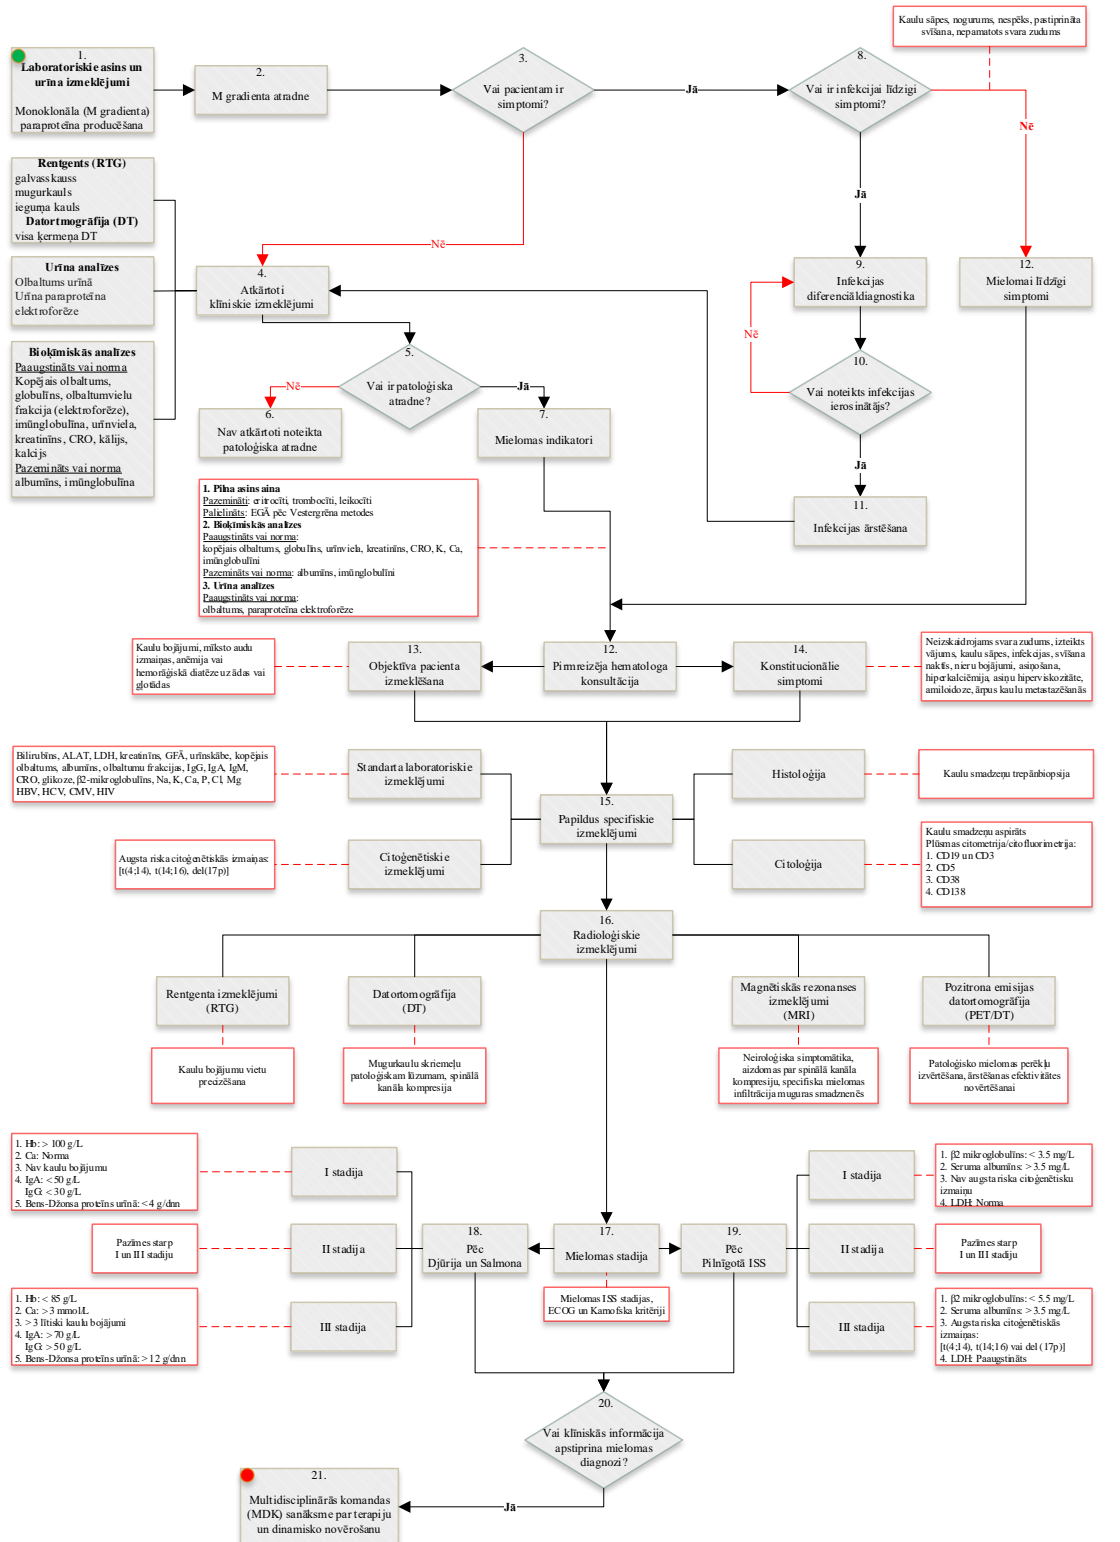 Kaulu sāpes, nogurums, nespēks, pastiprināta
svīšana, nepamatots svara zudums
1.
Laboratoriskie asins un
urīna izmeklējumi
Monoklonāla (M gradienta)
paraproteīna producēšana
2.
M gradienta atradne
3.
Vai pacientam ir
simptomi?
Jā
8.
Vai ir infekcijai līdzīgi
simptomi?
Nē
Jā
Nē
Rentgents (RTG)
galvasskauss
mugurkauls
iegurņa kauls
Datortmogrāfija (DT)
visa ķermeņa DT
Urīna analīzes
Olbaltums urīnā
Urīna paraproteīna
elektroforēze
Bioķīmiskās analīzes
Paaugstināts vai norma
Kopējais olbaltums,
globulīns, olbaltumvielu
frakcija (elektroforēze),
imūnglobulīna, urīnviela,
kreatinīns, CRO, kālijs,
kalcijs
Pazemināts vai norma
albumīns, imūnglobulīna
4.
Atkārtoti
klīniskie izmeklējumi
9.
Infekcijas
diferenciāldiagnostika
12.
Mielomai līdzīgi
simptomi
Nē
5.
Vai ir patoloģiska
atradne?
Nē
Jā
10.
Vai noteikts infekcijas
ierosinātājs?
Jā
6.
Nav atkārtoti noteikta
patoloģiska atradne
7.
Mielomas indikatori
11.
Infekcijas ārstēšana
1. Pilna asins aina
Pazemināti: eritrocīti, trombocīti, leikocīti
Palielināts: EGĀ pēc Vestergrēna metodes
2. Bioķīmiskās analīzes
Paaugstināts vai norma:
kopējais olbaltums, globulīns, urīnviela, kreatinīns, CRO, K, Ca,
imūnglobulīni
Pazemināts vai norma: albumīns, imūnglobulīni
3. Urīna analīzes
Paaugstināts vai norma:
olbaltums, paraproteīna elektroforēze
Kaulu bojājumi, mīksto audu
izmaiņas, anēmija vai
hemorāģiskā diatēze uz ādas vai
gļotādas
13.
Objektīva pacienta
izmeklēšana
12.
Pirmreizēja hematologa
konsultācija
14.
Konstitucionālie
simptomi
Neizskaidrojams svara zudums, izteikts
vājums, kaulu sāpes, infekcijas, svīšana
naktīs, nieru bojājumi, asiņošana,
hiperkalcēmija, asiņu hiperviskozitāte,
amiloidoze, ārpus kaulu metastazēšanās
Bilirubīns, ALAT, LDH, kreatinīns, GFĀ, urīnskābe, kopējais
olbaltums, albumīns, olbaltumu frakcijas, IgG, IgA, IgM,
CRO, glikoze, β2-mikroglobulīns, Na, K, Ca, P, Cl, Mg
HBV, HCV, CMV, HIV
Standarta laboratoriskie
izmeklējumi
Histoloģija
Kaulu smadzeņu trepānbiopsija
15.
Papildus specifiskie
izmeklējumi
Augsta riska citoģenētiskās izmaiņas:
[t(4;14), t(14;16), del(17p)]
Citoģenētiskie
izmeklējumi
Citoloģija
Kaulu smadzeņu aspirāts
Plūsmas citometrija/citofluorimetrija:
1. CD19 un CD3
2. CD5
3. CD38
4. CD138
16.
Radioloģiskie
izmeklējumi
Rentgenta izmeklējumi
(RTG)
Datortomogrāfija
(DT)
Magnētiskās rezonanses
izmeklējumi
(MRI)
Pozitrona emisijas
datortomogrāfija
(PET/DT)
Kaulu bojājumu vietu
precizēšana
Mugurkaulu skriemeļu
patoloģiskam lūzumam, spinālā
kanāla kompresija
Neiroloģiska simptomātika,
aizdomas par spinālā kanāla
kompresiju, specifiska mielomas
infiltrācija muguras smadzenēs
Patoloģisko mielomas perēkļu
izvērtēšana, ārstēšanas efektivitātes
novērtēšanai
1. Hb: > 100 g/L
2. Ca: Norma
3. Nav kaulu bojājumu
4. IgA: < 50 g/L
IgG: < 30 g/L
5. Bens-Džonsa proteīns urīnā: < 4 g/dnn
I stadija
I stadija
1. β2 mikroglobulīns: < 3.5 mg/L
2. Seruma albumīns: > 3.5 mg/L
3. Nav augsta riska citoģenētisku
izmaiņu
4. LDH: Norma
Pazīmes starp
I un III stadiju
II stadija
18.
Pēc
Djūrija un Salmona
17.
Mielomas stadija
19.
Pēc
Pilnīgotā ISS
II stadija
Pazīmes starp
I un III stadiju
Mielomas ISS stadijas,
ECOG un Karnofska kritēriji
1. Hb: < 85 g/L
2. Ca: > 3 mmol/L
3. > 3 lītiski kaulu bojājumi
4. IgA: > 70 g/L
IgG: > 50 g/L
5. Bens-Džonsa proteīns urīnā: > 12 g/dnn
III stadija
III stadija
1. β2 mikroglobulīns: < 5.5 mg/L
2. Seruma albumīns: > 3.5 mg/L
3. Augsta riska citoģenētiskās
izmaiņas:
[t(4;14), t(14;16) vai del (17p)]
4. LDH: Paaugstināts
20.
Vai klīniskās informācija
apstiprina mielomas
diagnozi?
Jā
21.
Multidisciplinārās komandas
(MDK) sanāksme par terapiju
un dinamisko novērošanu